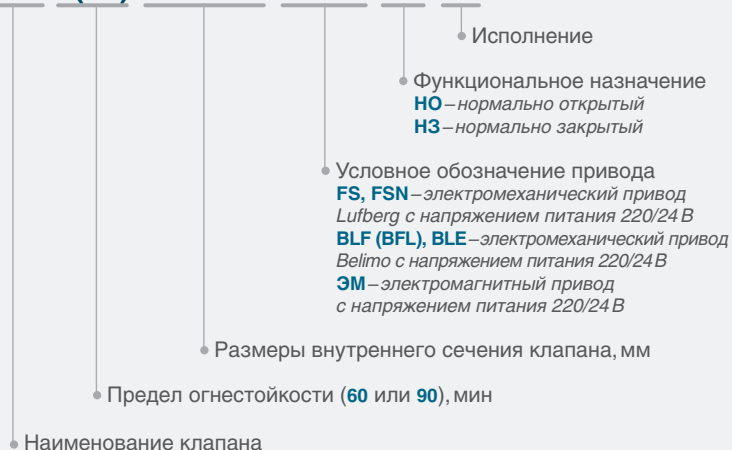 Исполнение
Функциональное назначение
НО – нормально открытый
НЗ – нормально закрытый
Условное обозначение привода
FS, FSN – электромеханический привод
Lufberg с напряжением питания 220/24 В
BLF (BFL), BLE – электромеханический привод
Belimo с напряжением питания 220/24 В
ЭМ – электромагнитный привод
с напряжением питания 220/24 В
Размеры внутреннего сечения клапана, мм
Предел огнестойкости (60 или 90), мин
Наименование клапана